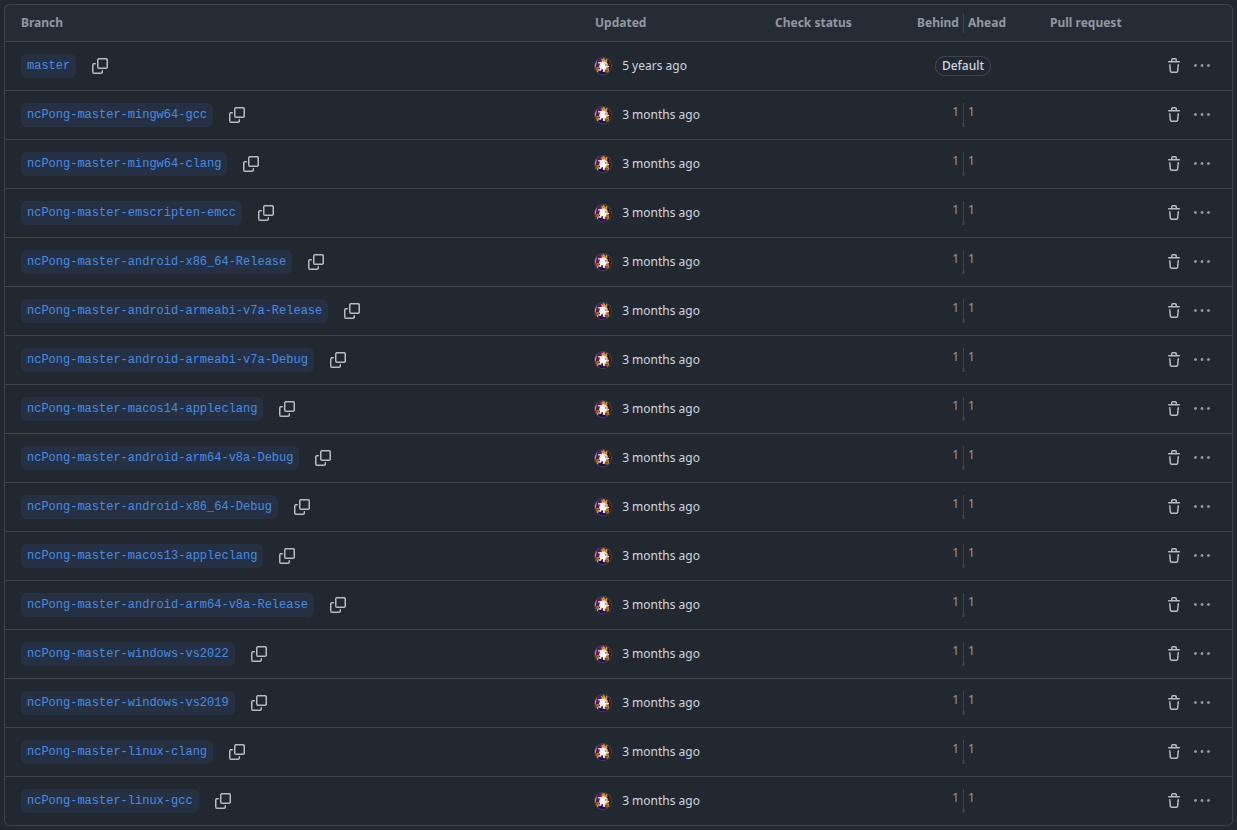 Branch Updated Check status Behind Ahead Pull request
master 5 years ago Default
ncPong-master-mingw64-gcc 3 months ago 1 1
ncPong-master-mingw64-clang 3 months ago 1 1
ncPong-master-emscripten-emcc 3 months ago 1 1
ncPong-master-android-x86_64-Release 3 months ago 1 1
ncPong-master-android-armeabi-v7a-Release 3 months ago 1 1
ncPong-master-android-armeabi-v7a-Debug 3 months ago 1 1
ncPong-master-macos14-appleclang 3 months ago 1 1
ncPong-master-android-arm64-v8a-Debug 3 months ago 1 1
ncPong-master-android-x86_64-Debug 3 months ago 1 1
ncPong-master-macos13-appleclang 3 months ago 1 1
ncPong-master-android-arm64-v8a-Release 3 months ago 1 1
ncPong-master-windows-vs2022 3 months ago 1 1
ncPong-master-windows-vs2019 3 months ago 1 1
ncPong-master-linux-clang 3 months ago 1 1
ncPong-master-linux-gcc 3 months ago 1 1